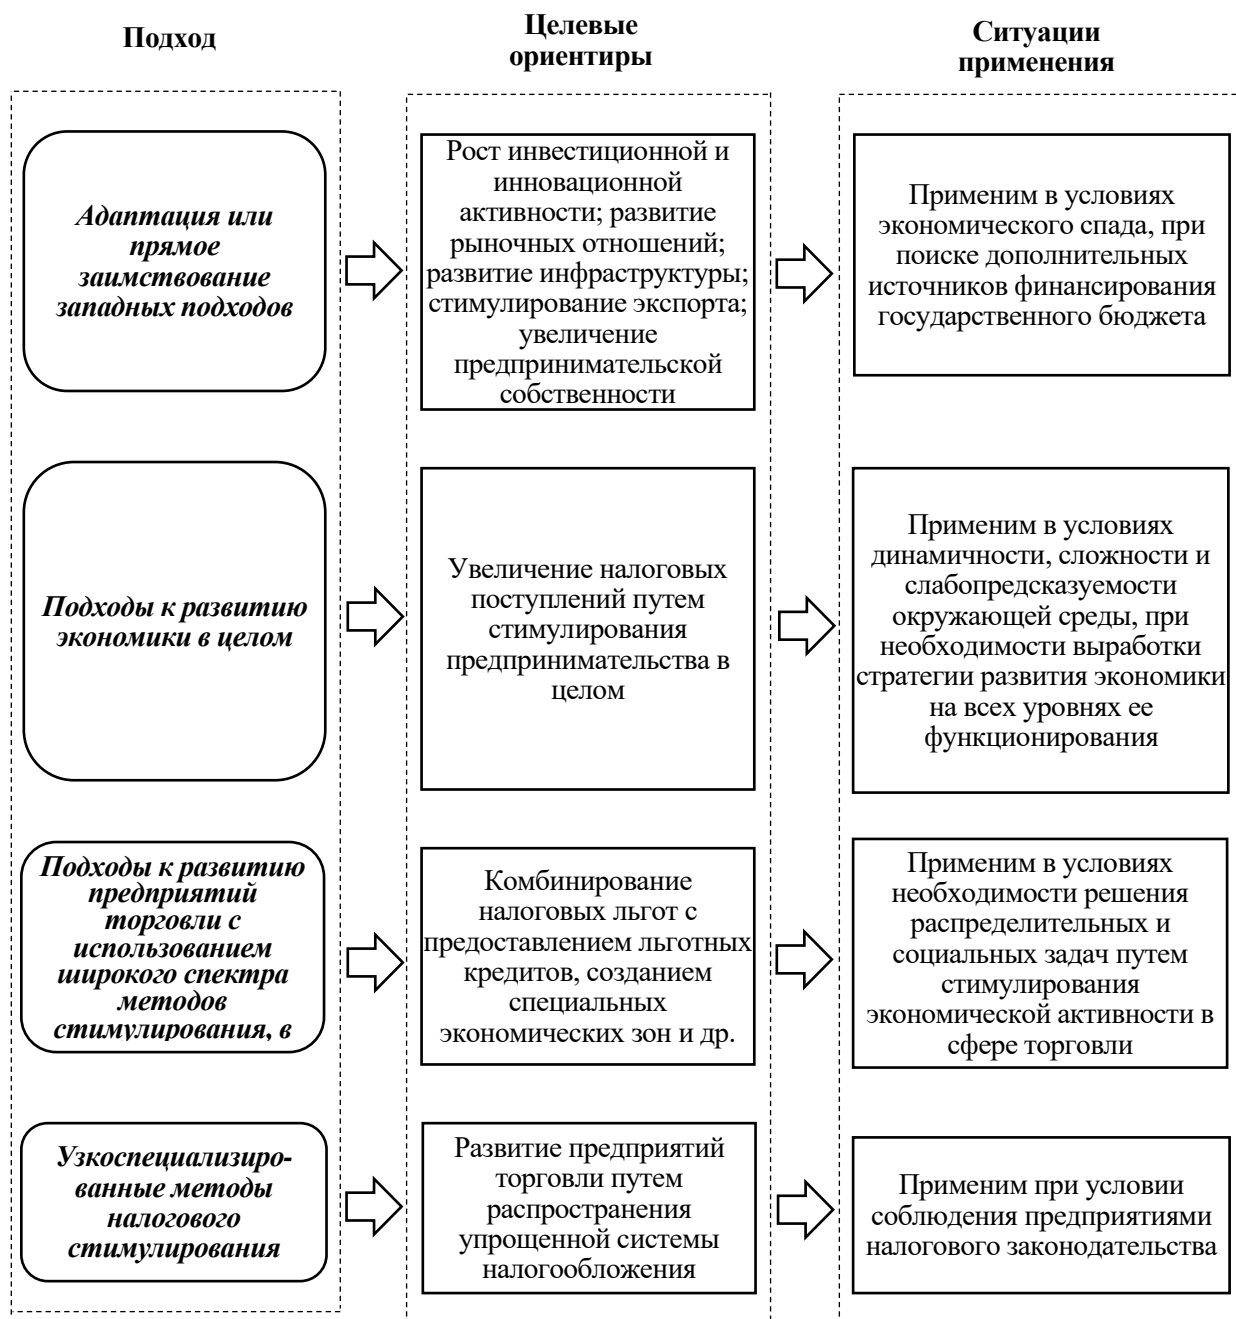 Подход
Целевые
ориентиры
Ситуации
применения
Адаптация или
прямое
заимствование
западных подходов
Рост инвестиционной и
инновационной
активности; развитие
рыночных отношений;
развитие инфраструктуры;
стимулирование экспорта;
увеличение
предпринимательской
собственности
Применим в условиях
экономического спада, при
поиске дополнительных
источников финансирования
государственного бюджета
Подходы к развитию
экономики в целом
Увеличение налоговых
поступлений путем
стимулирования
предпринимательства в
целом
Применим в условиях
динамичности, сложности и
слабопредсказуемости
окружающей среды, при
необходимости выработки
стратегии развития экономики
на всех уровнях ее
функционирования
Подходы к развитию
предприятий
торговли с
использованием
широкого спектра
методов
стимулирования, в
Комбинирование
налоговых льгот с
предоставлением льготных
кредитов, созданием
специальных
экономических зон и др.
Применим в условиях
необходимости решения
распределительных и
социальных задач путем
стимулирования
экономической активности в
сфере торговли
Узкоспециализиро-
ванные методы
налогового
стимулирования
Развитие предприятий
торговли путем
распространения
упрощенной системы
налогообложения
Применим при условии
соблюдения предприятиями
налогового законодательства